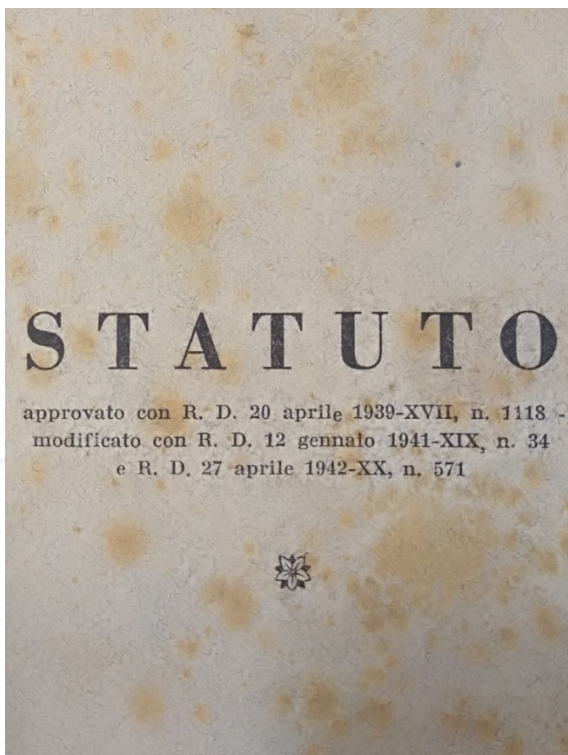 STATUTO
approvato con R. D. 20 aprile 1939-XVII, n. 1118 -
modificato con R. D. 12 gennaio 1941-XIX, n. 34
e R. D. 27 aprile 1942-XX, n. 571